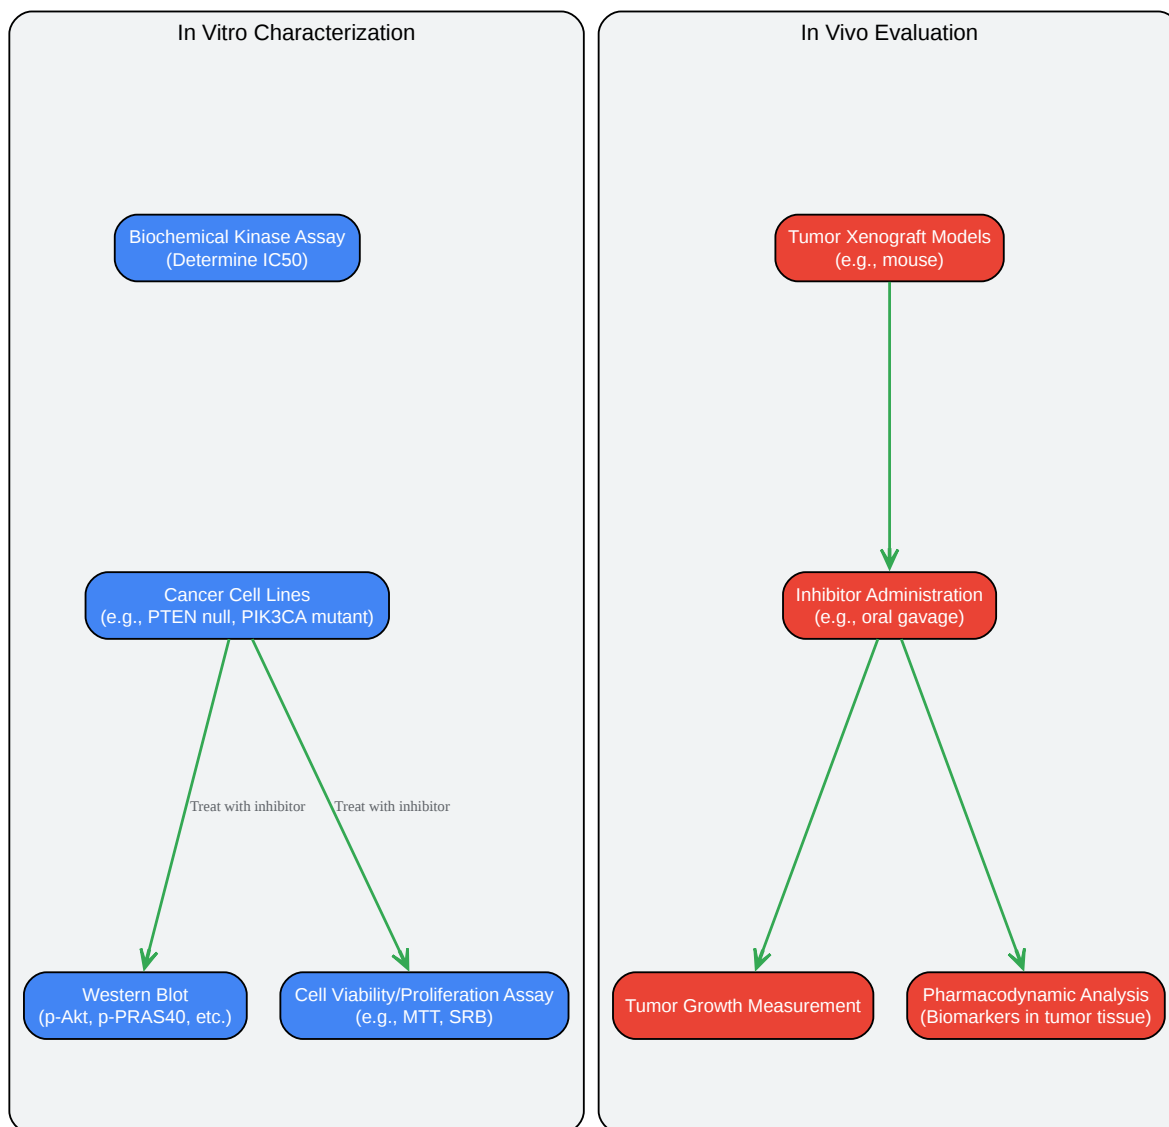 In Vitro Characterization
Biochemical Kinase Assay
(Determine IC50)
Cancer Cell Lines
(e.g., PTEN null, PIK3CA mutant)
Treat with inhibitor
Treat with inhibitor
Western Blot
(p-Akt, p-PRAS40, etc.)
Cell Viability/Proliferation Assay
(e.g., MTT, SRB)
In Vivo Evaluation
Tumor Xenograft Models
(e.g., mouse)
Inhibitor Administration
(e.g., oral gavage)
Tumor Growth Measurement
Pharmacodynamic Analysis
(Biomarkers in tumor tissue)